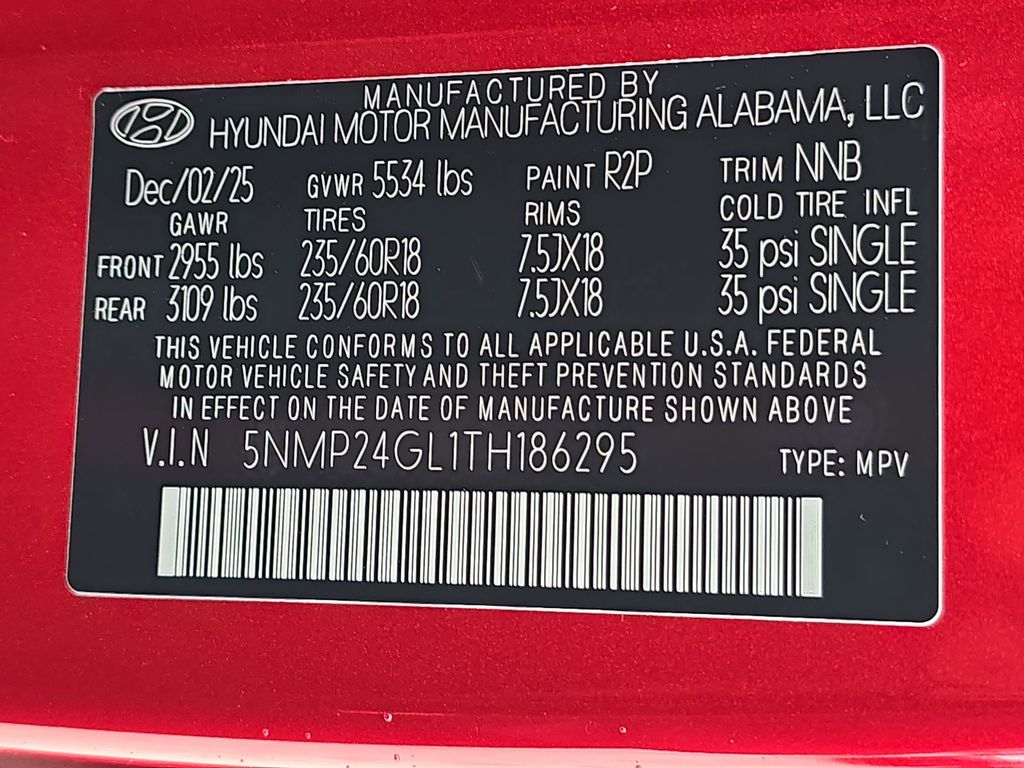 MANUFACTURED BY
HYUNDAI MOTOR MANUFACTURING ALABAMA, LLC
Dec/02/25 GVWR 5534 lbs PAINT R2P TRIM NNB
GAWR TIRES RIMS COLD TIRE INFL
FRONT 2955 lbs 235/60R18 7.5JX18 35 psi SINGLE
REAR 3109 lbs 235/60R18 7.5JX18 35 psi SINGLE
THIS VEHICLE CONFORMS TO ALL APPLICABLE U.S.A. FEDERAL
MOTOR VEHICLE SAFETY AND THEFT PREVENTION STANDARDS
IN EFFECT ON THE DATE OF MANUFACTURE SHOWN ABOVE
V.I.N 5NMP24GL1TH186295 TYPE: MPV